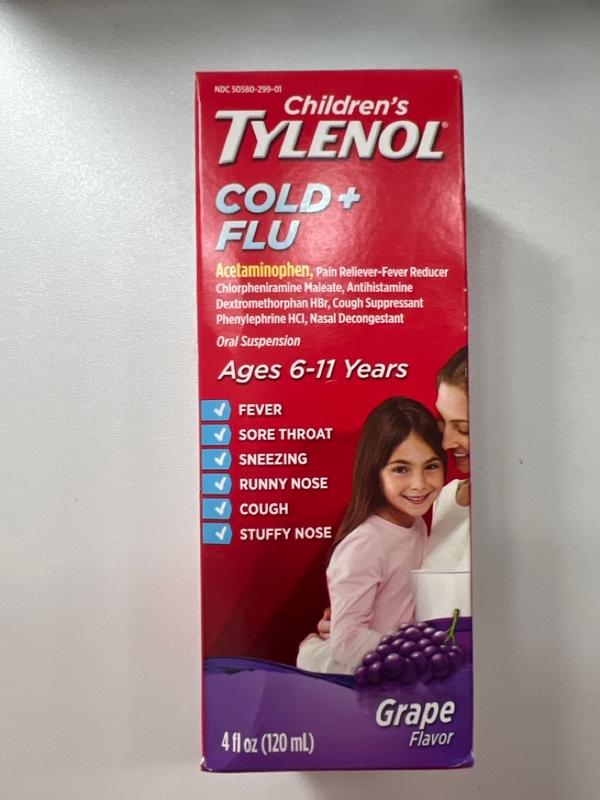 NDC 50580-299-01
Children's
TYLENOL®
COLD +
FLU
Acetaminophen, Pain Reliever-Fever Reducer
Chlorpheniramine Maleate, Antihistamine
Dextromethorphan HBr, Cough Suppressant
Phenylephrine HCl, Nasal Decongestant
Oral Suspension
Ages 6-11 Years
FEVER
SORE THROAT
SNEEZING
RUNNY NOSE
COUGH
STUFFY NOSE
Grape
Flavor
4 fl oz (120 mL)